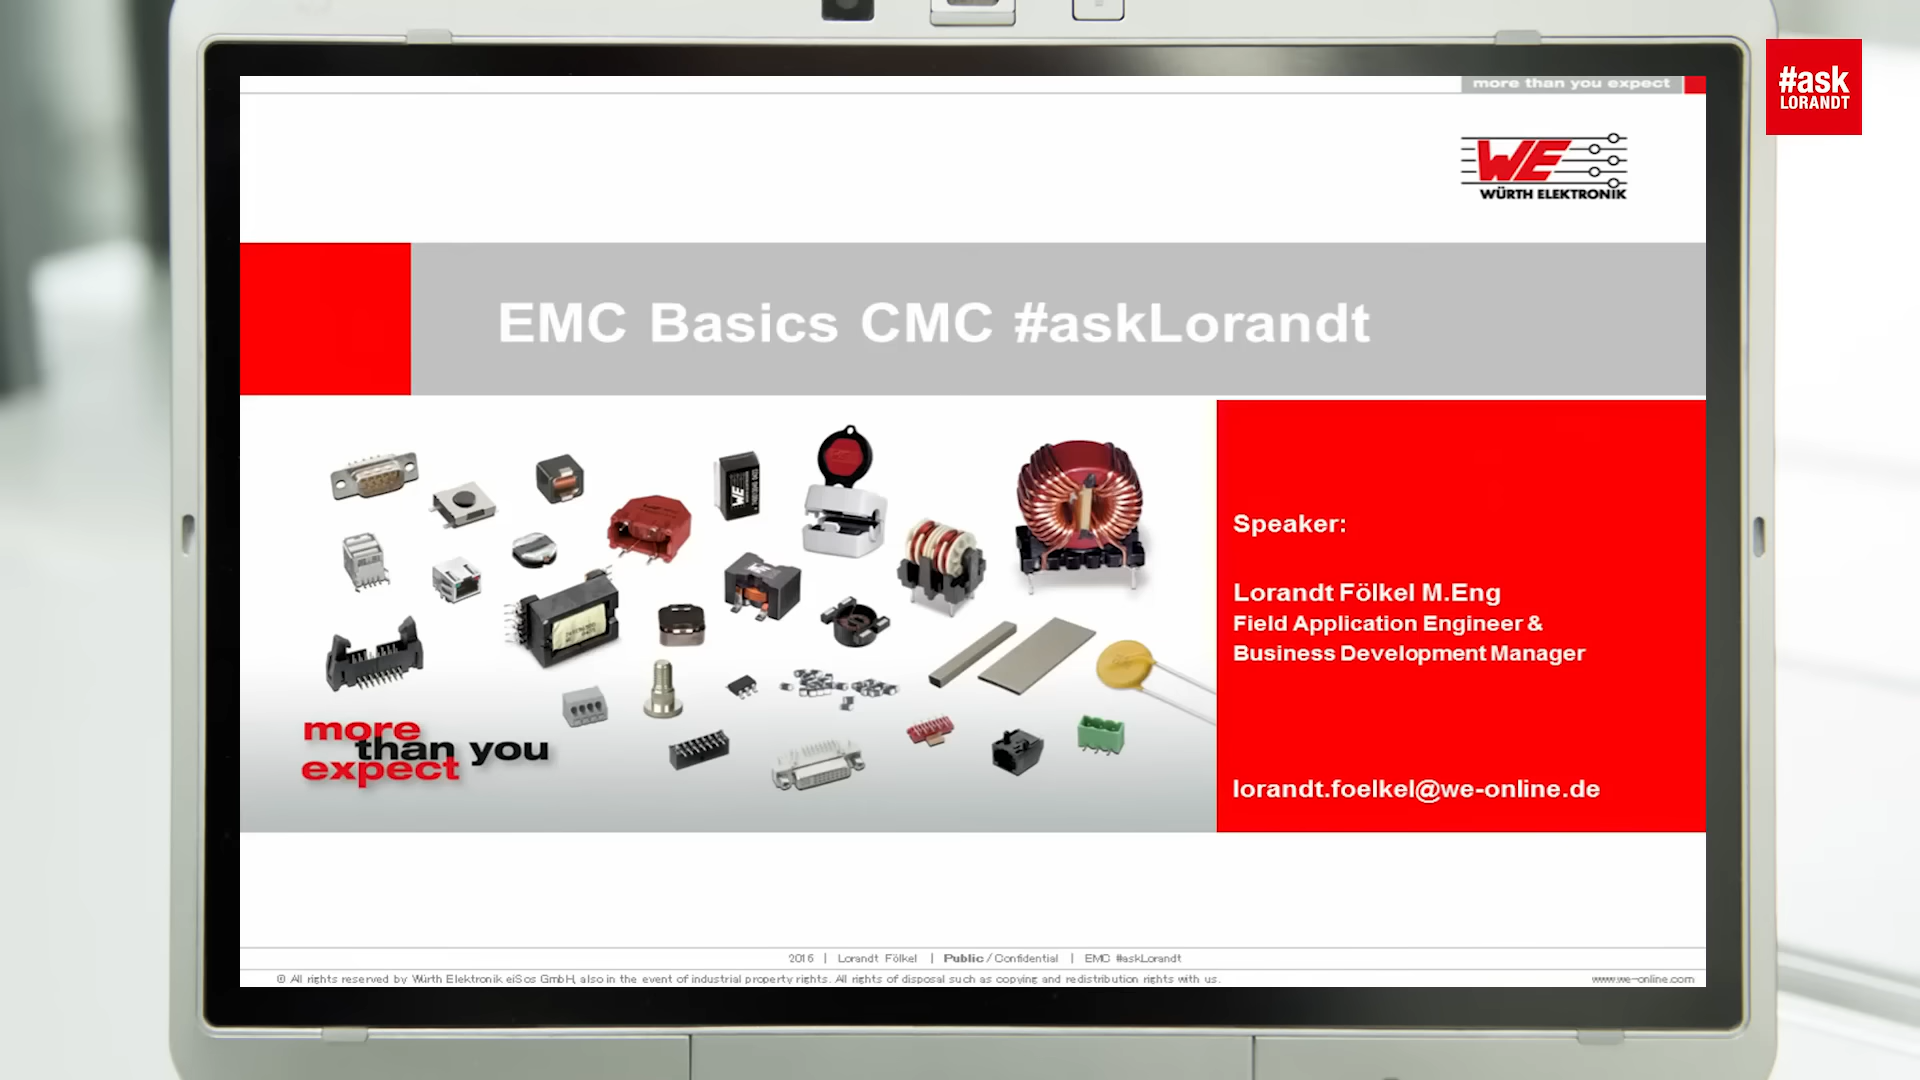 #ask
LORANDT
more than you expect
WE
WÜRTH ELEKTRONIK
EMC Basics CMC #askLorandt
Speaker:
Lorandt Fölkel M.Eng
Field Application Engineer &
Business Development Manager
lorandt.foelkel@we-online.de
more
than you
expect
2016 | Lorandt Fölkel | Public / Confidential | EMC #askLorandt
© All rights reserved by Würth Elektronik eiSos GmbH, also in the event of industrial property rights. All rights of disposal such as copying and redistribution rights with us.
www.we-online.com